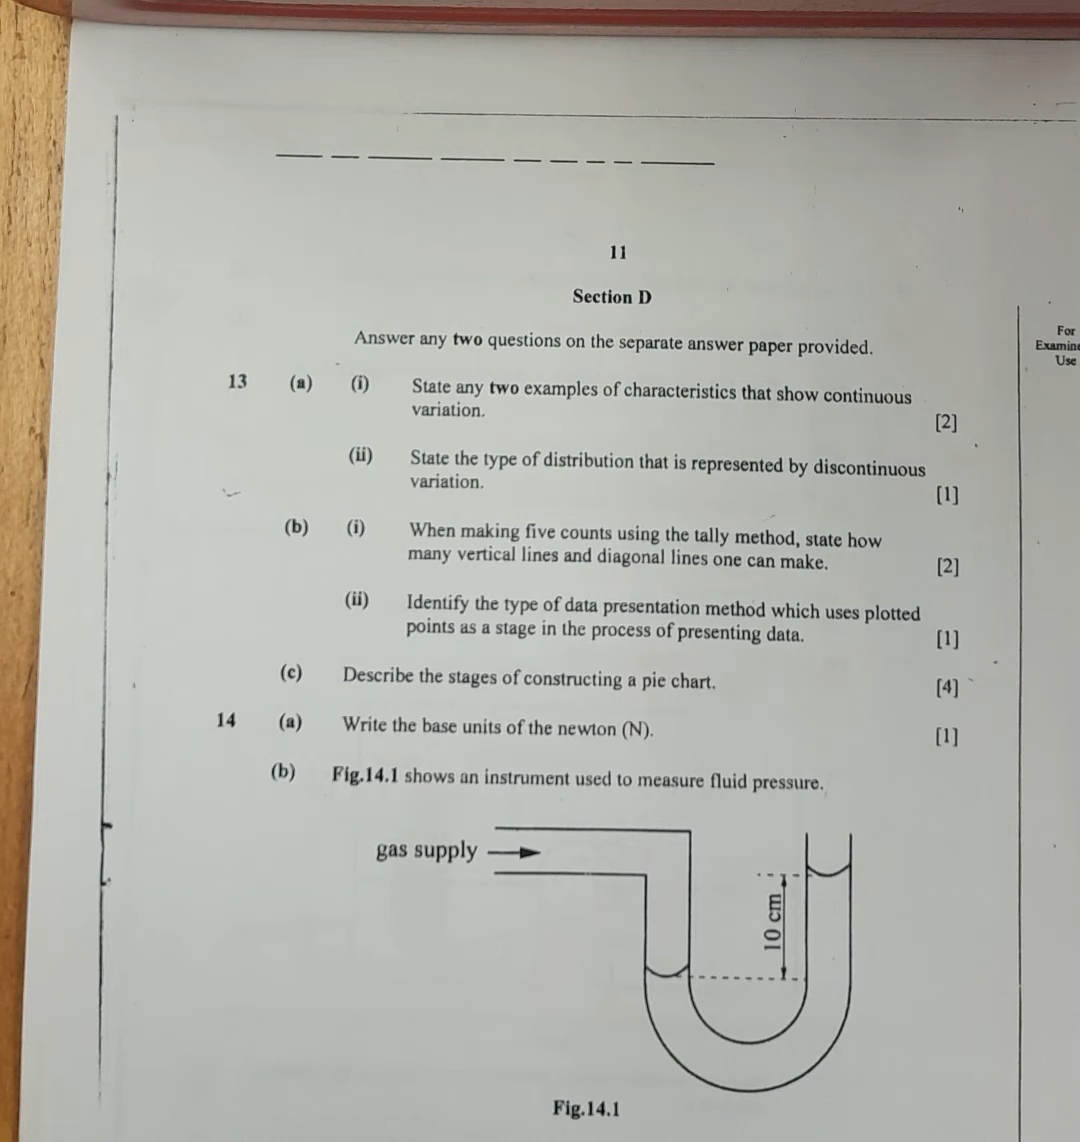 11
Section D
Answer any two questions on the separate answer paper provided.
For
Examine
Use
13 (a) (i) State any two examples of characteristics that show continuous
variation. [2]
(ii) State the type of distribution that is represented by discontinuous
variation. [1]
(b) (i) When making five counts using the tally method, state how
many vertical lines and diagonal lines one can make. [2]
(ii) Identify the type of data presentation method which uses plotted
points as a stage in the process of presenting data. [1]
(c) Describe the stages of constructing a pie chart. [4]
14 (a) Write the base units of the newton (N). [1]
(b) Fig.14.1 shows an instrument used to measure fluid pressure.
gas supply
10 cm
Fig.14.1